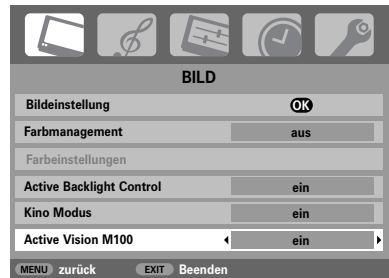 BILD
Bildeinstellung OK
Farbmanagement aus
Farbeinstellungen
Active Backlight Control ein
Kino Modus ein
Active Vision M100 ein
MENU zurück EXIT Beenden